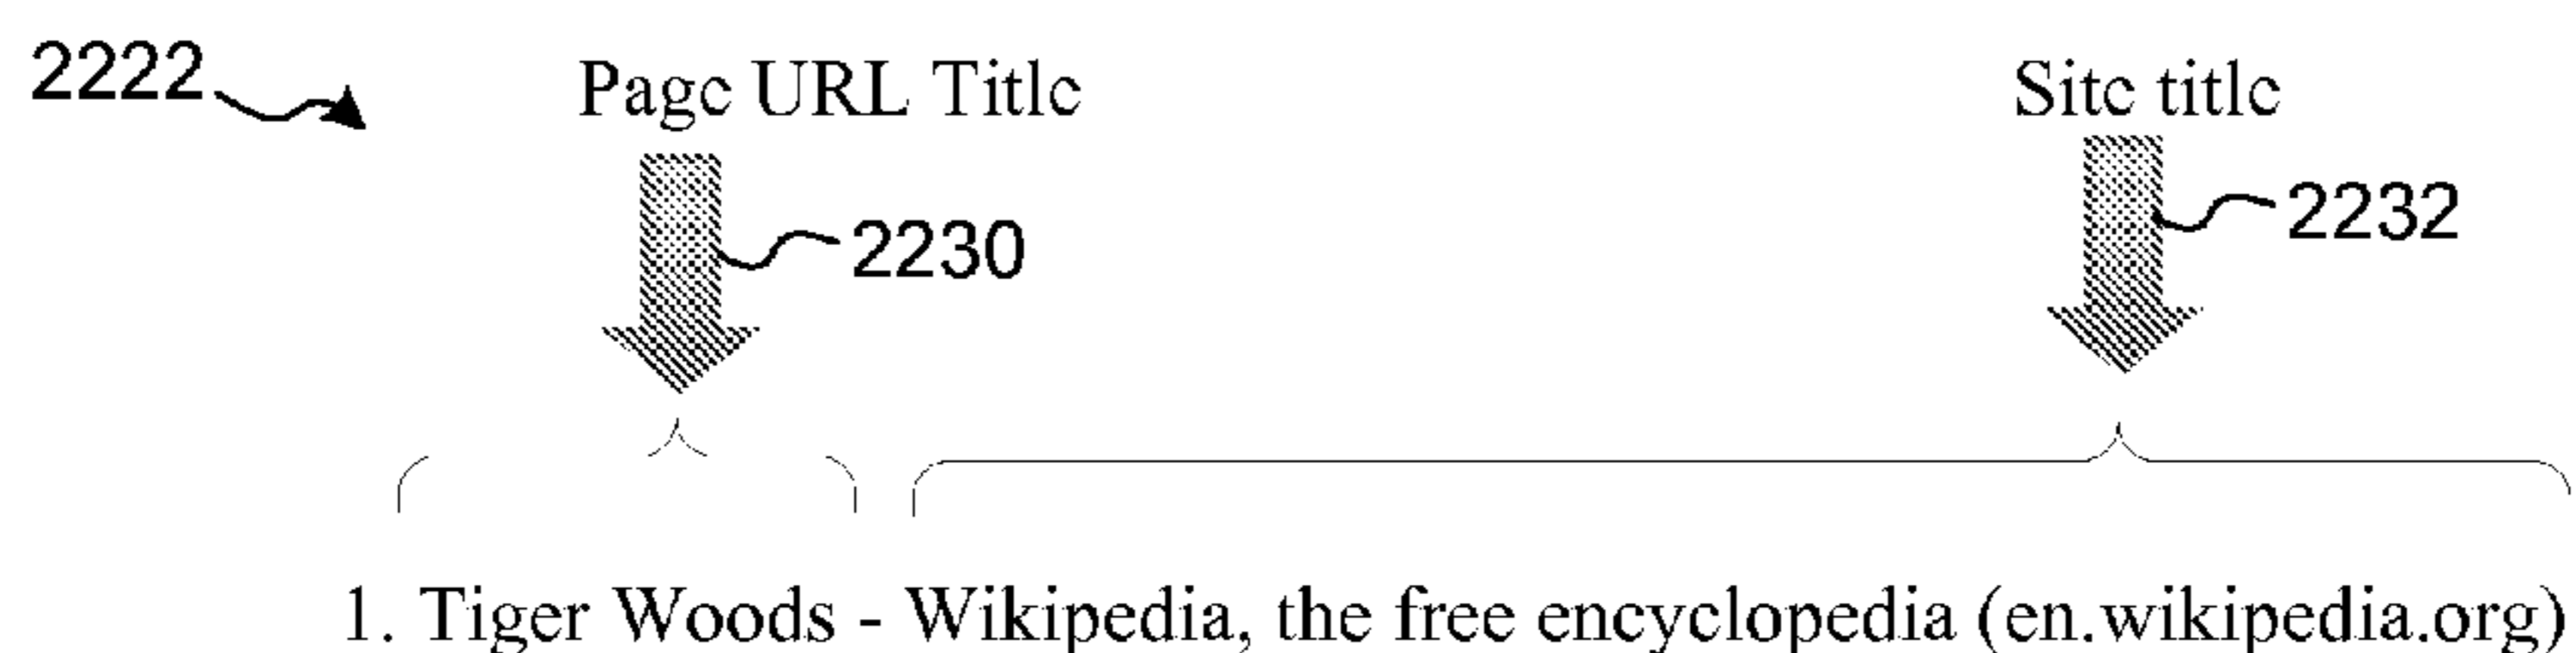 2222 Page URL Title Site title
2230 2232
1. Tiger Woods - Wikipedia, the free encyclopedia (en.wikipedia.org)